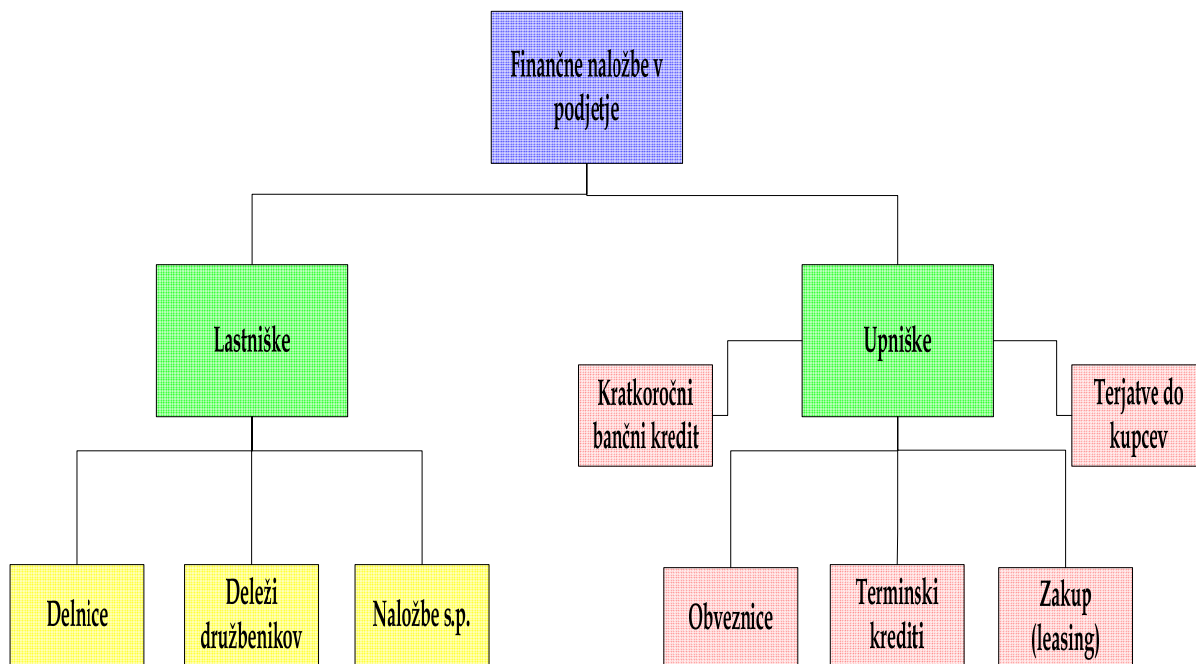 Finančne naložbe v
podjetje
Lastniške
Upniške
Kratkoročni
bančni kredit
Terjatve do
kupcev
Delnice
Deleži
družbenikov
Naložbe s.p.
Obveznice
Terminski
krediti
Zakup
(leasing)